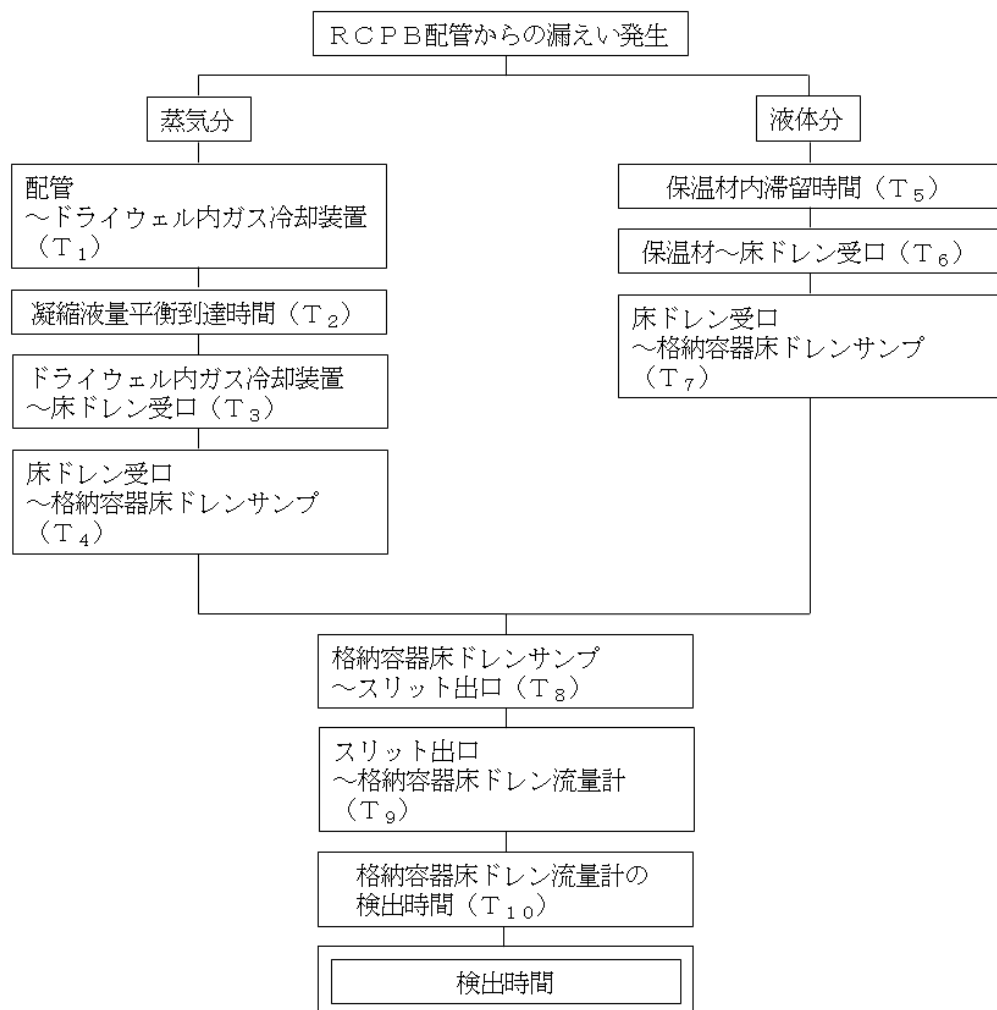 RCPB配管からの漏えい発生
蒸気分
配管
~ドライウェル内ガス冷却装置
(T₁)
凝縮液量平衡到達時間(T₂)
ドライウェル内ガス冷却装置
~床ドレン受口(T₃)
床ドレン受口
~格納容器床ドレンサンプ
(T₄)
液体分
保温材内滞留時間(T₅)
保温材~床ドレン受口(T₆)
床ドレン受口
~格納容器床ドレンサンプ
(T₇)
格納容器床ドレンサンプ
~スリット出口(T₈)
スリット出口
~格納容器床ドレン流量計
(T₉)
格納容器床ドレン流量計の
検出時間(T₁₀)
検出時間